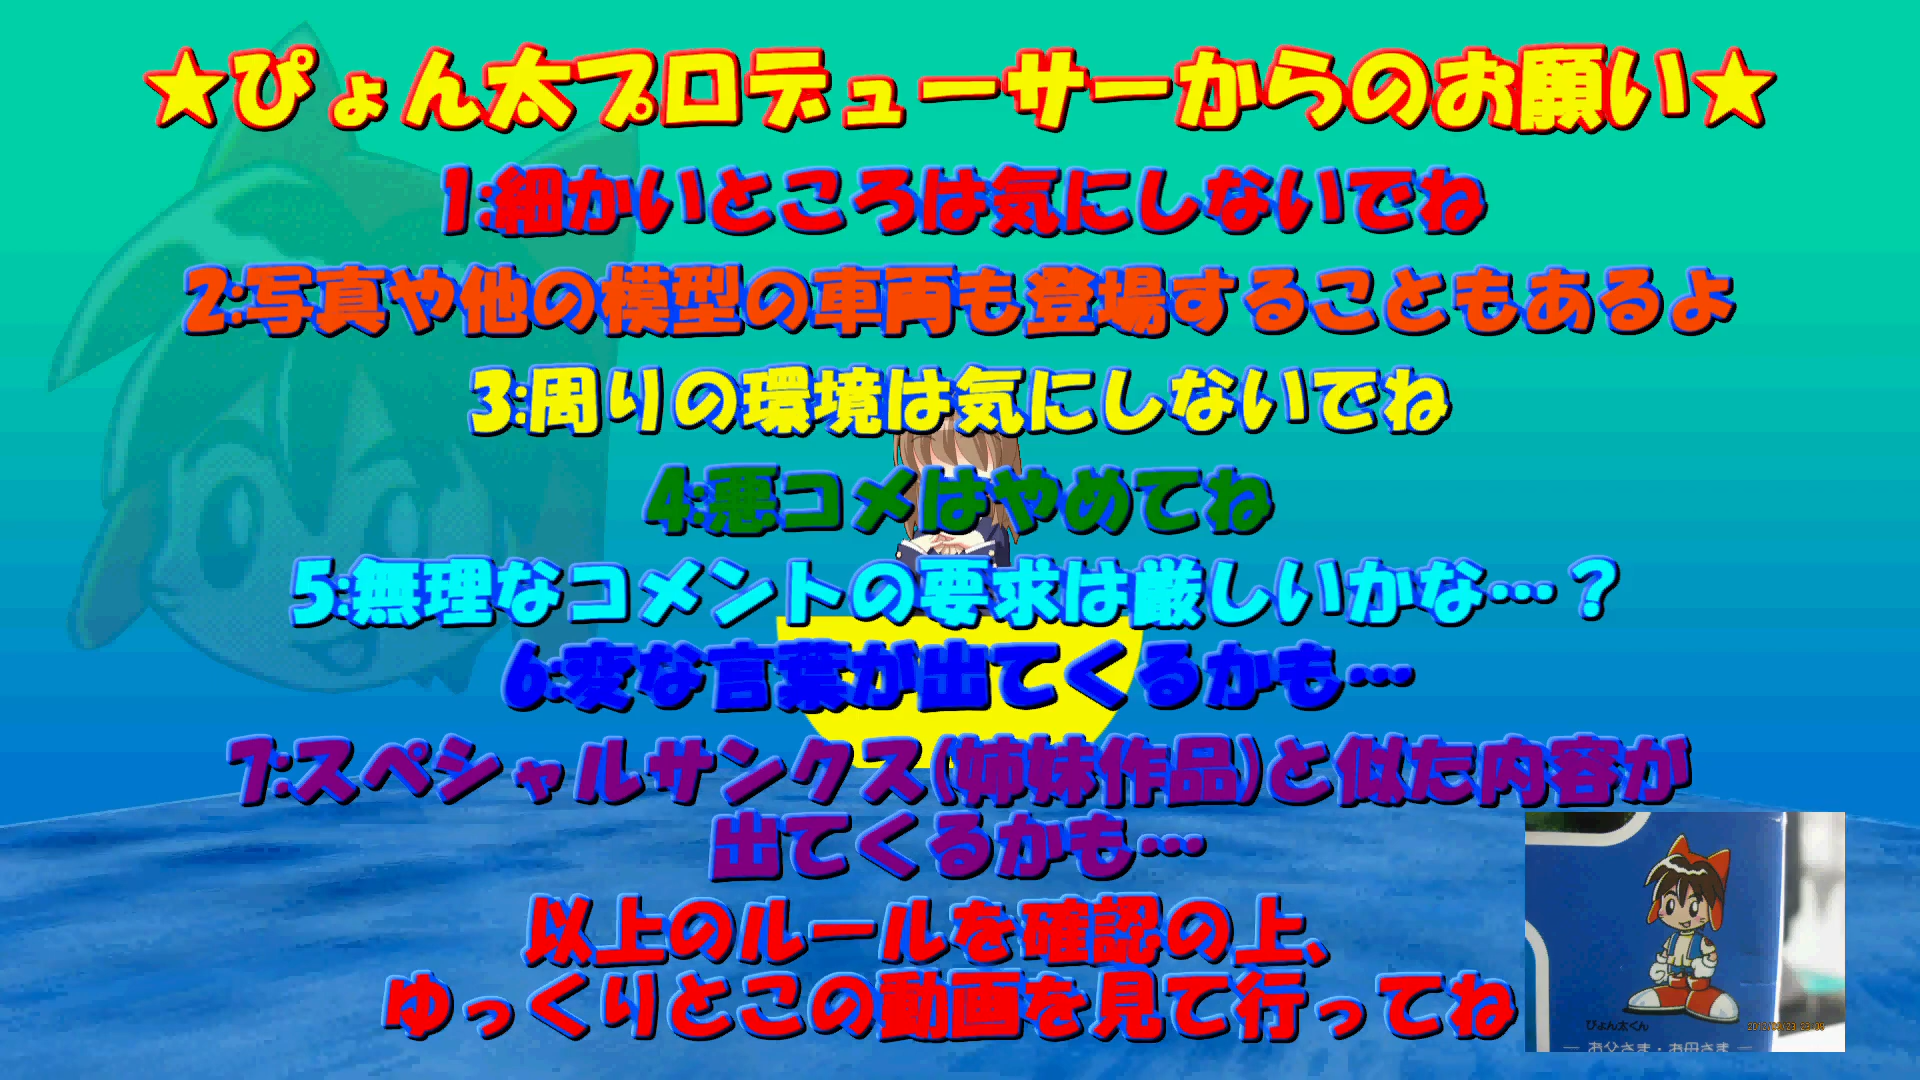 ★ぴょん太プロデューサーからのお願い★
1:細かいところは気にしないでね
2:写真や他の模型の車両も登場することもあるよ
3:周りの環境は気にしないでね
4:悪コメはやめてね
5:無理なコメントの要求は厳しいかな…？
6:変な言葉が出てくるかも…
7:スペシャルサンクス(姉妹作品)と似た内容が
出てくるかも…
以上のルールを確認の上、
ゆっくりとこの動画を見て行ってね
ぴょん太くん
― お父さま・お母さま ―